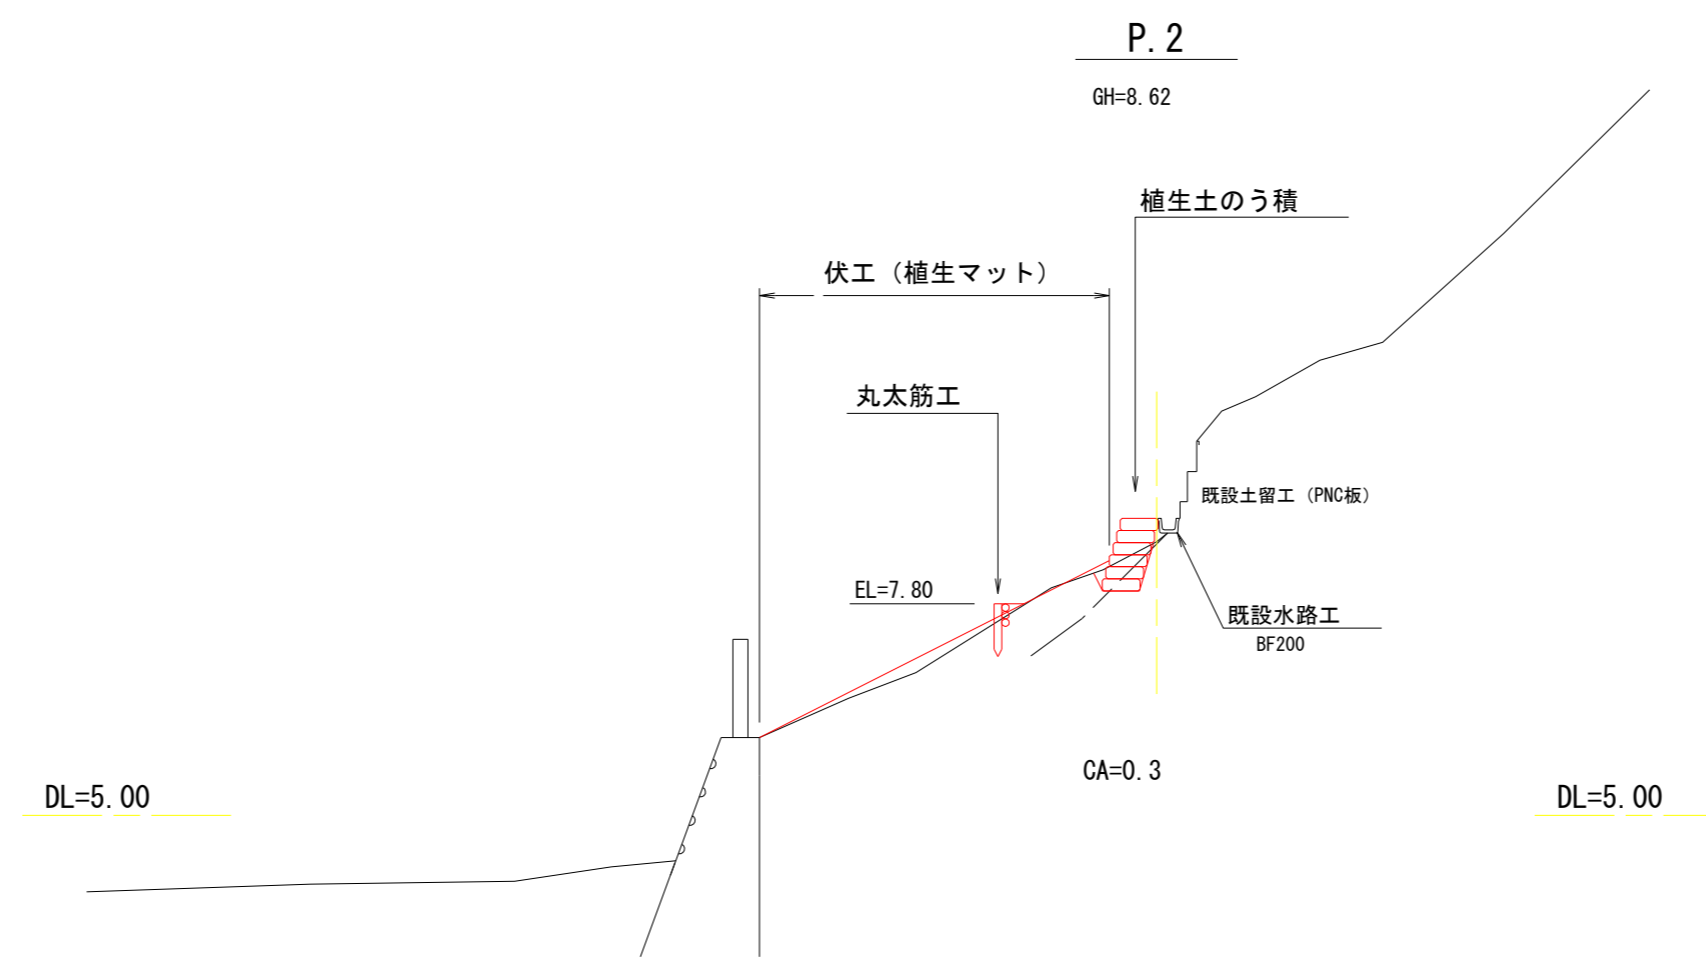 P.2
GH=8.62
植生土のう積
伏工（植生マット）
丸太筋工
既設土留工（PNC板）
EL=7.80
既設水路工
BF200
CA=0.3
DL=5.00
DL=5.00